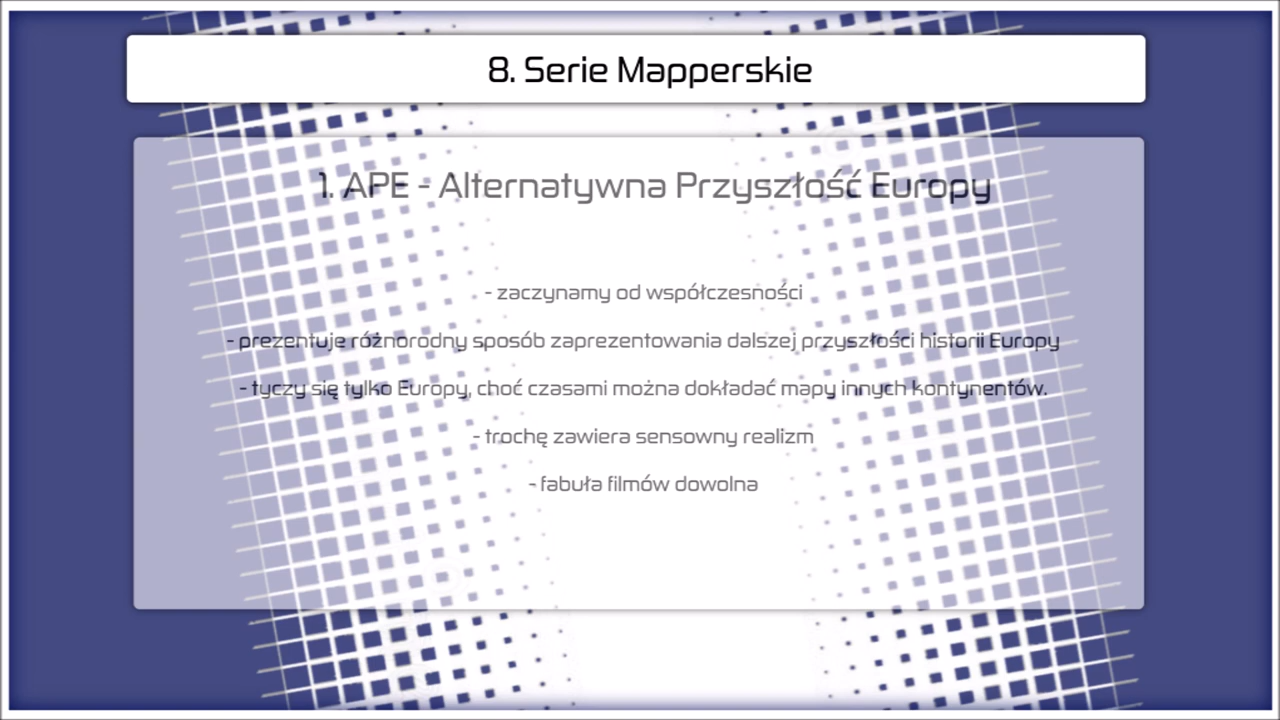 8. Serie Mapperskie
1. APE - Alternatywna Przyszłość Europy
- zaczynamy od współczesności
- prezentuje różnorodny sposób zaprezentowania dalszej przyszłości historii Europy
- tyczy się tylko Europy, choć czasami można dokładać mapy innych kontynentów.
- trochę zawiera sensowny realizm
- fabuła filmów dowolna